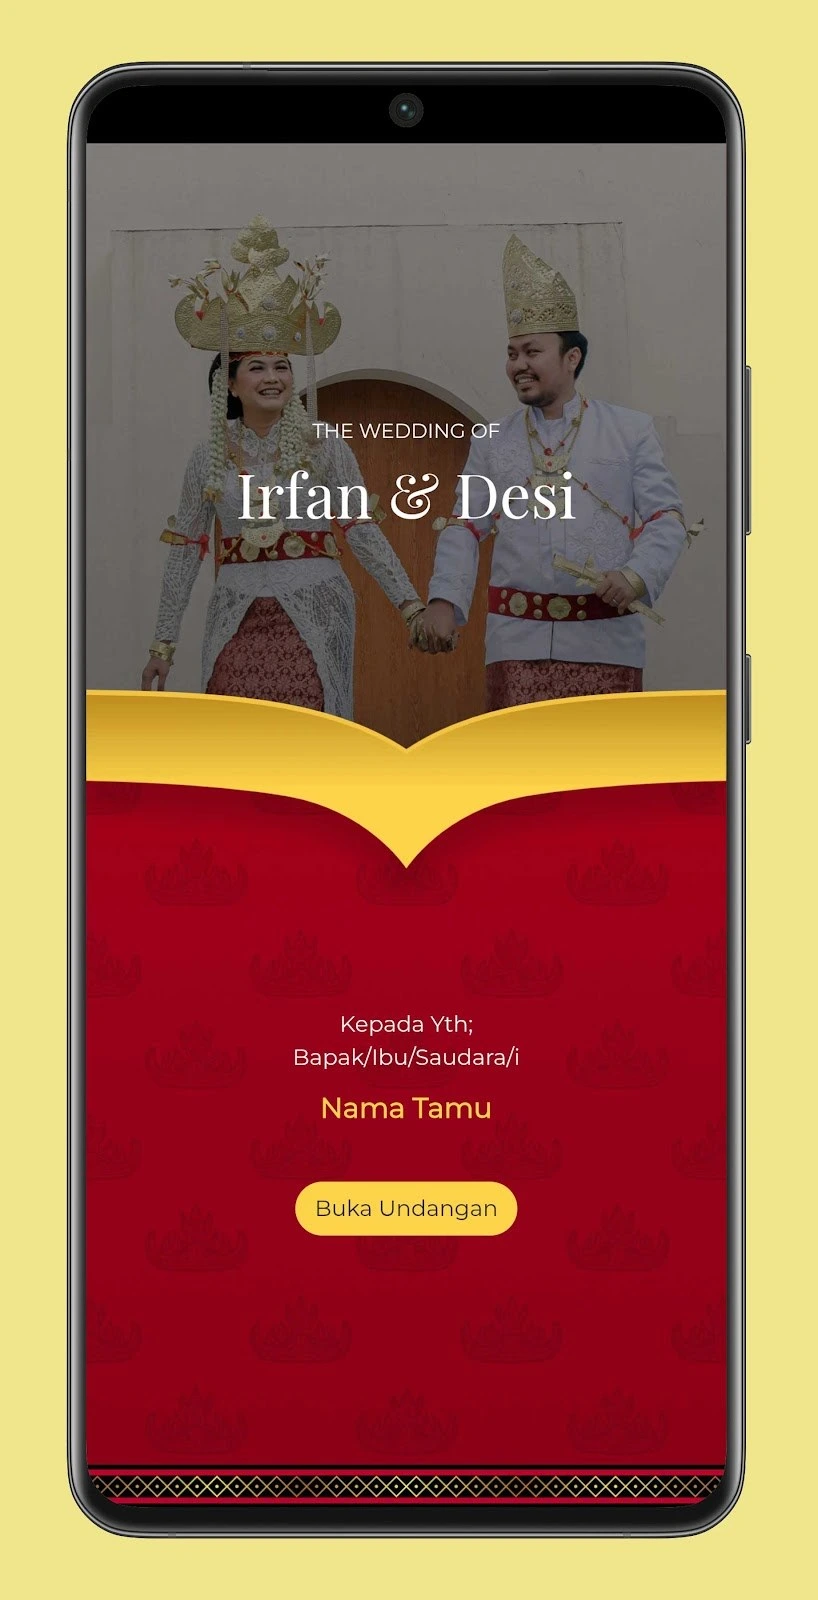 THE WEDDING OF
Irfan & Desi
Kepada Yth;
Bapak/Ibu/Saudara/i
Nama Tamu
Buka Undangan